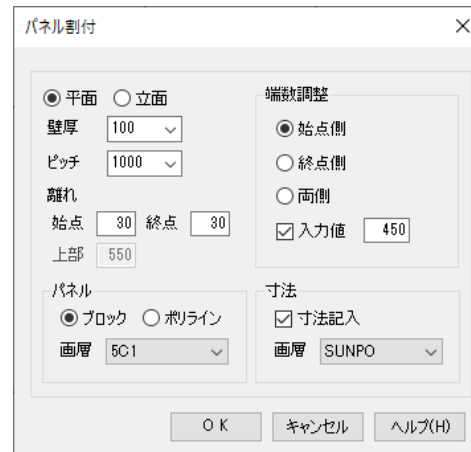 パネル割付
平面 立面
壁厚 100
ピッチ 1000
離れ
始点 30 終点 30
上部 550
端数調整
始点側
終点側
両側
入力値 450
パネル
ブロック ポリライン
画層 5C1
寸法
寸法記入
画層 SUNPO
OK キャンセル ヘルプ(H)